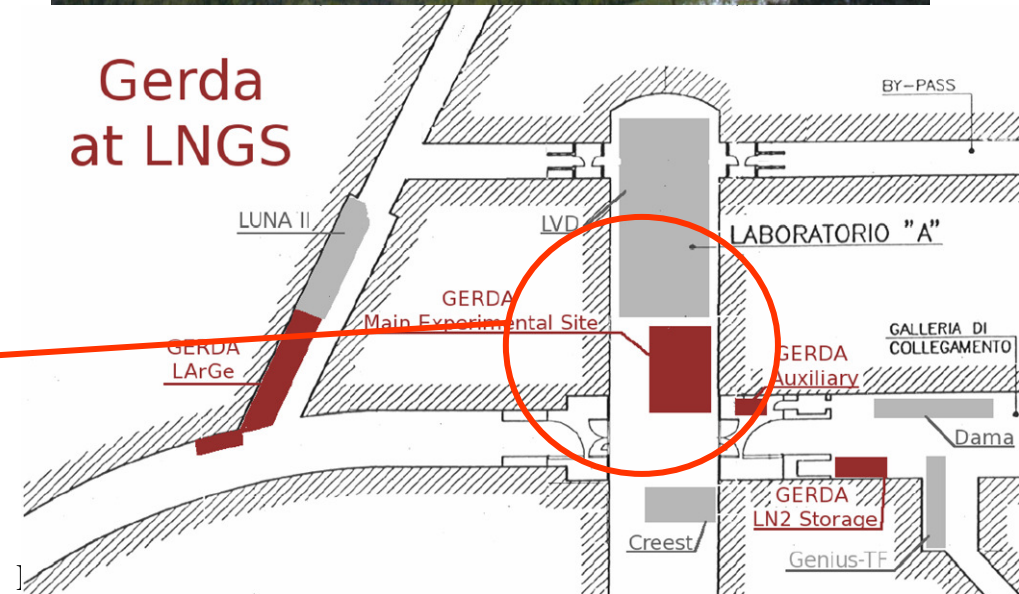 Gerda
at LNGS
BY-PASS
LUNA II
LVD
LABORATORIO "A"
GERDA
Main Experimental Site
GALLERIA DI
COLLEGAMENTO
GERDA
LArGe
GERDA
Auxiliary
Dama
GERDA
LN2 Storage
Creest
Genius-TF
]